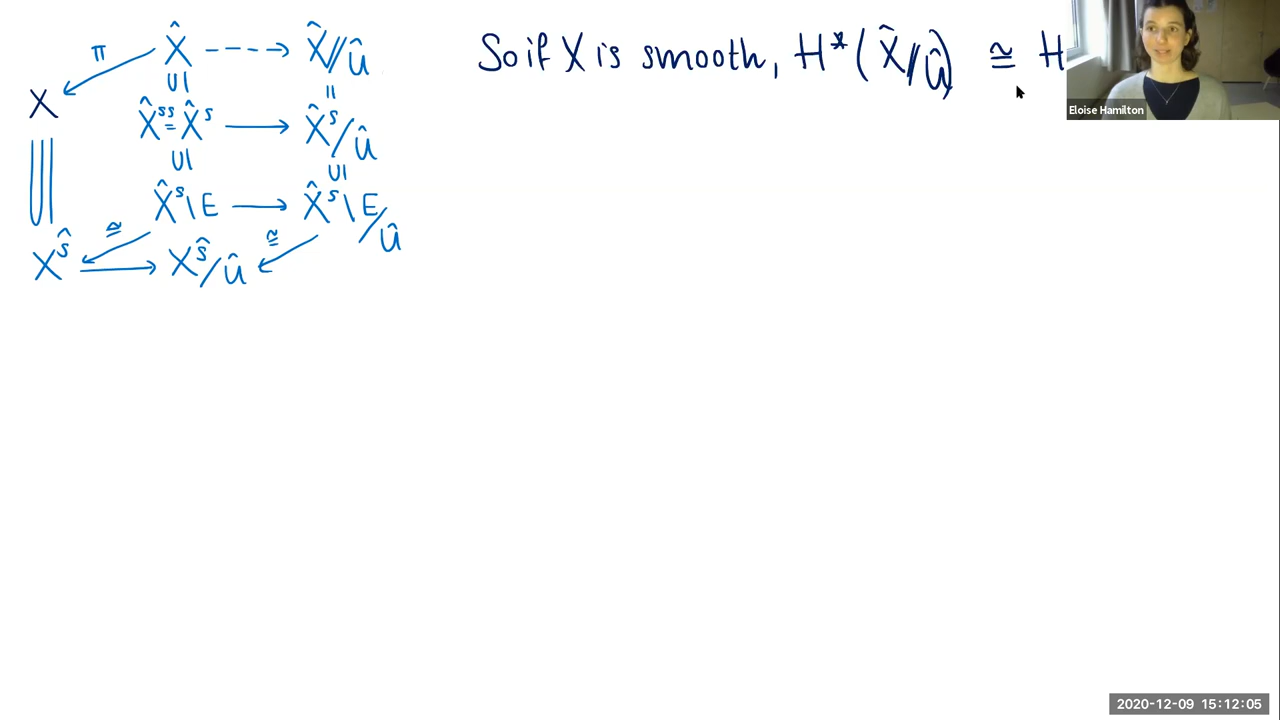 π X̂ ---> X̂//Û So if X is smooth, H*(X̂//Û) ≅ H
X ∪| ||
X̂ˢˢ = X̂ˢ ⟶ X̂ˢ/Û
∪| ∪|
X̂ˢ\E ⟶ X̂ˢ\E/Û
≅ ≅
X^ŝ ⟶ X^ŝ/Û
Eloise Hamilton
2020-12-09 15:12:05